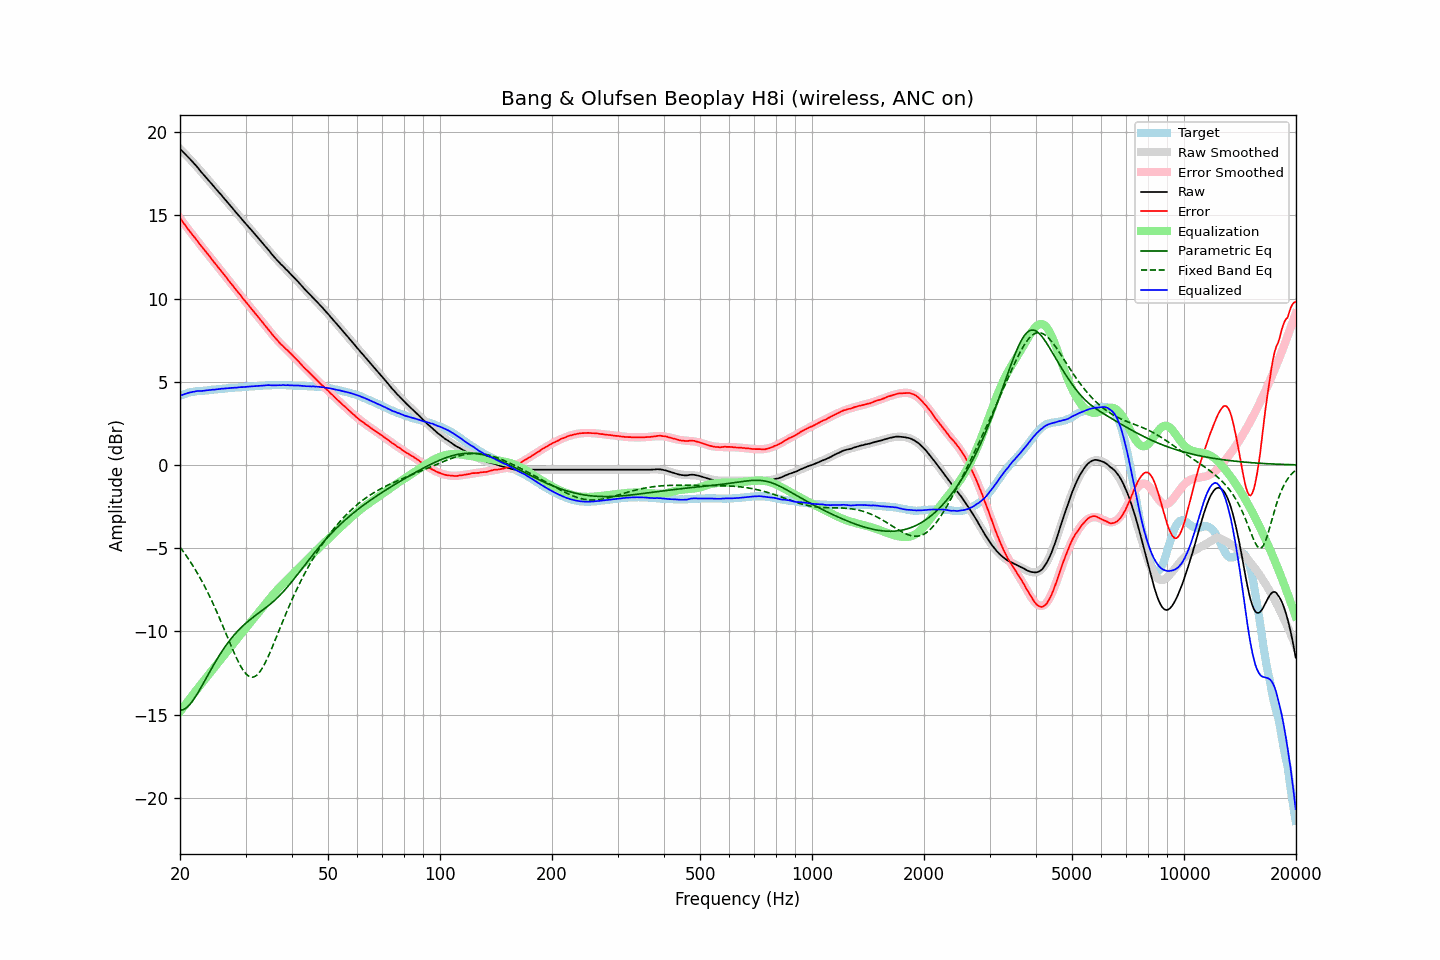 Bang & Olufsen Beoplay H8i (wireless, ANC on)
Target
Raw Smoothed
Error Smoothed
Raw
Error
Equalization
Parametric Eq
Fixed Band Eq
Equalized
Amplitude (dBr)
20
15
10
5
0
−5
−10
−15
−20
20 50 100 200 500 1000 2000 5000 10000 20000
Frequency (Hz)